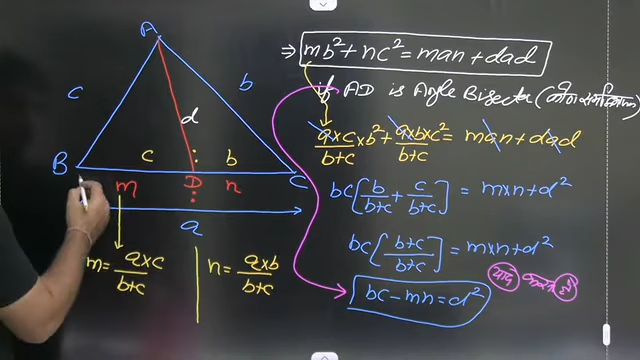 A
c
b
d
c : b
B
m
D
n
C
a
m = a×c/b+c
n = a×b/b+c
⇒ mb²+nc² = man+dad
if AD is Angle Bisector (कोण समद्विभाजक)
a×c/b+c × b² + a×b×c²/b+c = man + dad
bc[b/b+c + c/b+c] = m×n+d²
bc[b+c/b+c] = m×n+d²
bc-mn=d²